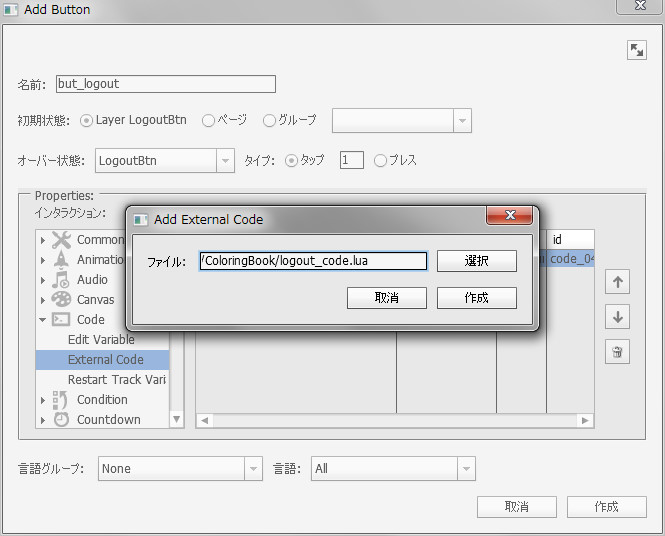 Add Button
名前: but_logout
初期状態: Layer LogoutBtn ページ グループ
オーバー状態: LogoutBtn タイプ: タップ 1 プレス
Properties:
インタラクション:
Common
Animation
Audio
Canvas
Code
Edit Variable
External Code
Restart Track Vari
Condition
Countdown
id
code_04
Add External Code
ファイル: /ColoringBook/logout_code.lua 選択
取消 作成
言語グループ: None 言語: All
取消 作成